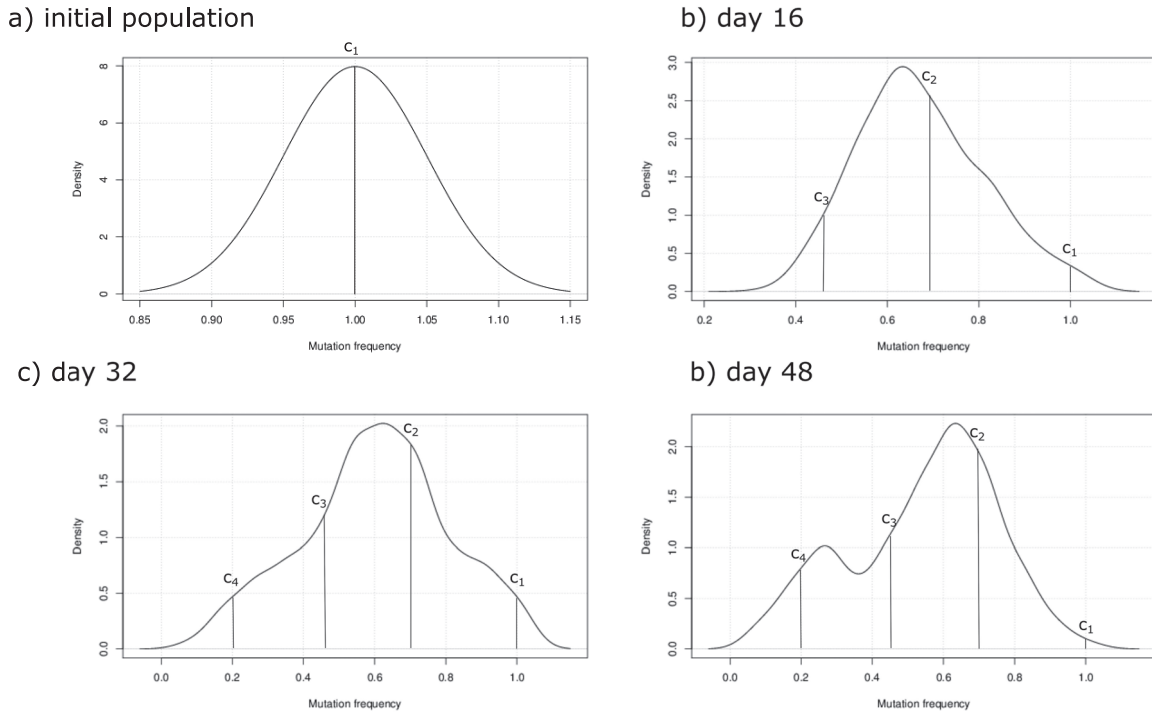 a) initial population
b) day 16
C1
8
6
4
2
0
Density
0.85 0.90 0.95 1.00 1.05 1.10 1.15
Mutation frequency
C2
C3
C1
3.0
2.5
2.0
1.5
1.0
0.5
0.0
Density
0.2 0.4 0.6 0.8 1.0
Mutation frequency
c) day 32
b) day 48
C2
C3
C4
C1
2.0
1.5
1.0
0.5
0.0
Density
0.0 0.2 0.4 0.6 0.8 1.0
Mutation frequency
C2
C3
C4
C1
2.0
1.5
1.0
0.5
0.0
Density
0.0 0.2 0.4 0.6 0.8 1.0
Mutation frequency